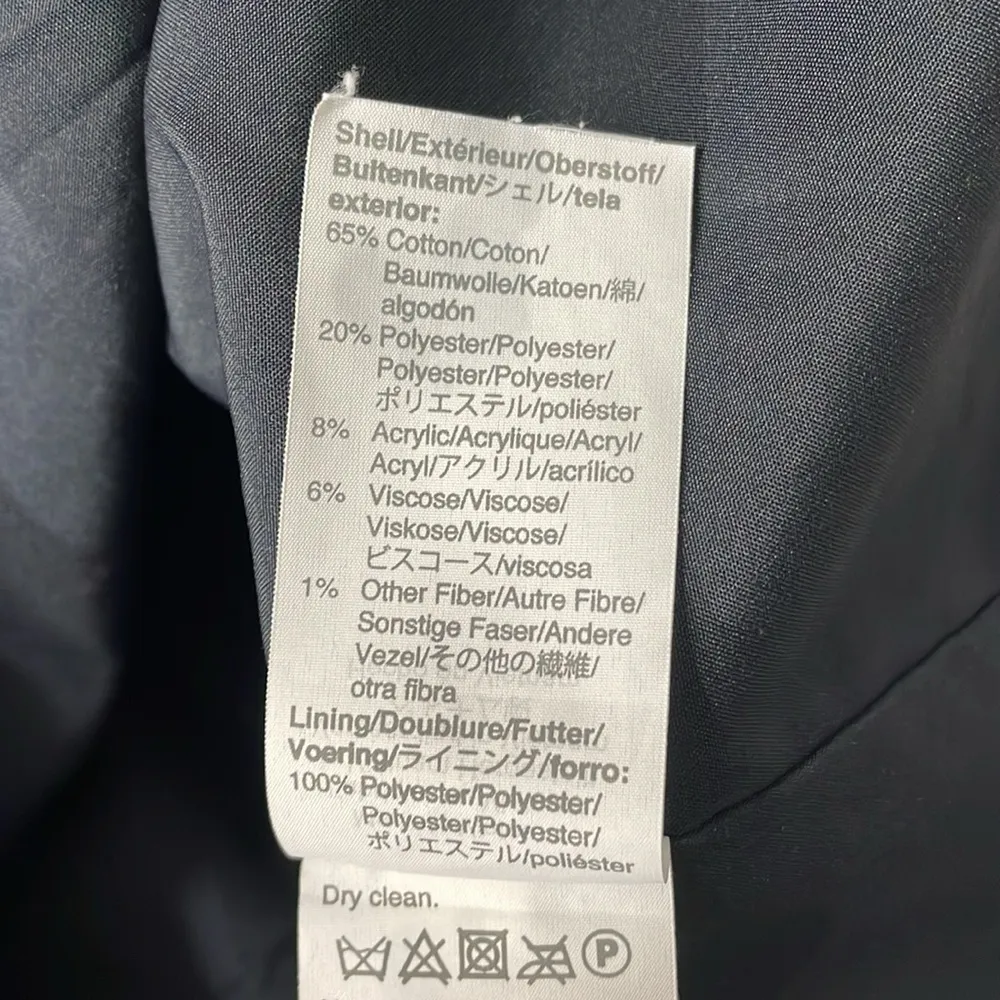 Shell/Extérieur/Oberstoff/
Buitenkant/シェル/tela
exterior:
65% Cotton/Coton/
Baumwolle/Katoen/綿/
algodón
20% Polyester/Polyester/
Polyester/Polyester/
ポリエステル/poliéster
8% Acrylic/Acrylique/Acryl/
Acryl/アクリル/acrílico
6% Viscose/Viscose/
Viskose/Viscose/
ビスコース/viscosa
1% Other Fiber/Autre Fibre/
Sonstige Faser/Andere
Vezel/その他の繊維/
otra fibra
Lining/Doublure/Futter/
Voering/ライニング/forro:
100% Polyester/Polyester/
Polyester/Polyester/
ポリエステル/poliéster
Dry clean.
P